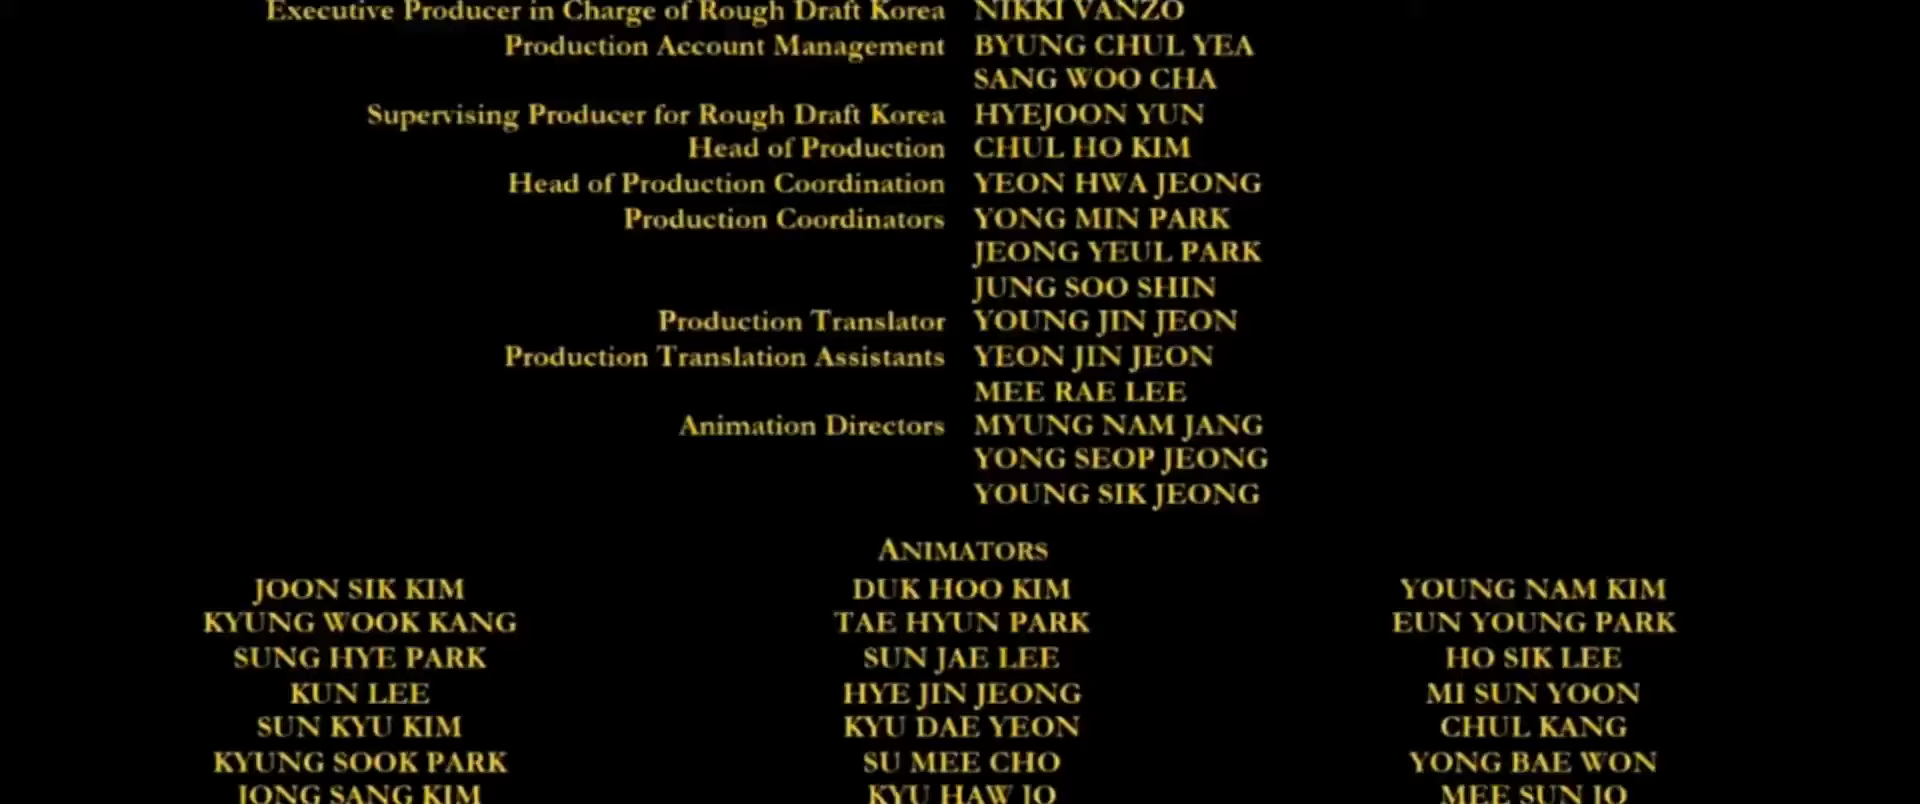 Executive Producer in Charge of Rough Draft Korea NIKKI VANZO
Production Account Management BYUNG CHUL YEA
SANG WOO CHA
Supervising Producer for Rough Draft Korea HYEJOON YUN
Head of Production CHUL HO KIM
Head of Production Coordination YEON HWA JEONG
Production Coordinators YONG MIN PARK
JEONG YEUL PARK
JUNG SOO SHIN
Production Translator YOUNG JIN JEON
Production Translation Assistants YEON JIN JEON
MEE RAE LEE
Animation Directors MYUNG NAM JANG
YONG SEOP JEONG
YOUNG SIK JEONG
ANIMATORS
JOON SIK KIM DUK HOO KIM YOUNG NAM KIM
KYUNG WOOK KANG TAE HYUN PARK EUN YOUNG PARK
SUNG HYE PARK SUN JAE LEE HO SIK LEE
KUN LEE HYE JIN JEONG MI SUN YOON
SUN KYU KIM KYU DAE YEON CHUL KANG
KYUNG SOOK PARK SU MEE CHO YONG BAE WON
JONG SANG KIM KYU HAW JO MEE SUN JO